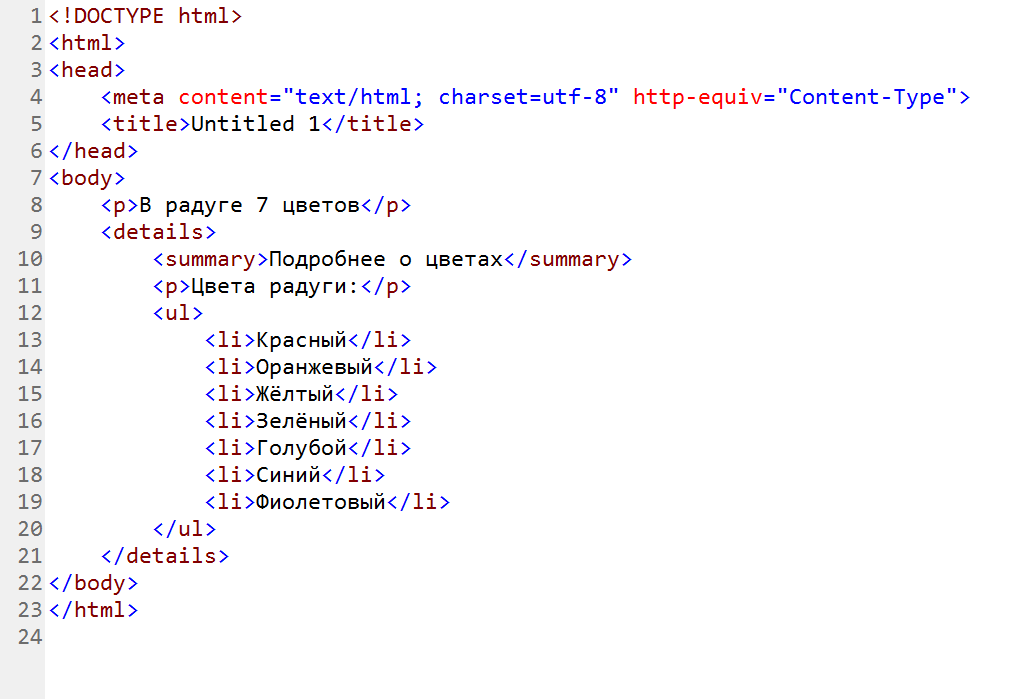 1 <!DOCTYPE html>
2 <html>
3 <head>
4     <meta content="text/html; charset=utf-8" http-equiv="Content-Type">
5     <title>Untitled 1</title>
6 </head>
7 <body>
8     <p>В радуге 7 цветов</p>
9     <details>
10         <summary>Подробнее о цветах</summary>
11         <p>Цвета радуги:</p>
12         <ul>
13             <li>Красный</li>
14             <li>Оранжевый</li>
15             <li>Жёлтый</li>
16             <li>Зелёный</li>
17             <li>Голубой</li>
18             <li>Синий</li>
19             <li>Фиолетовый</li>
20         </ul>
21     </details>
22 </body>
23 </html>
24